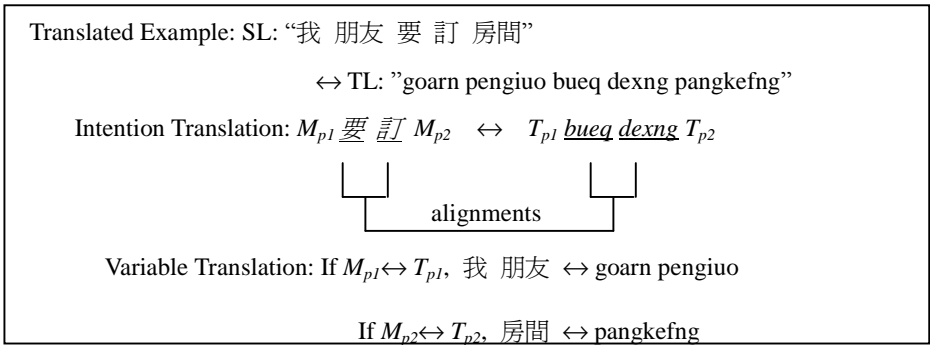 Translated Example: SL: “我 朋友 要 訂 房間”
↔ TL: ”goarn pengiuo bueq dexng pangkefng”
Intention Translation: Mp1 要 訂 Mp2 ↔ Tp1 bueq dexng Tp2
alignments
Variable Translation: If Mp1↔ Tp1, 我 朋友 ↔ goarn pengiuo
If Mp2↔ Tp2, 房間 ↔ pangkefng